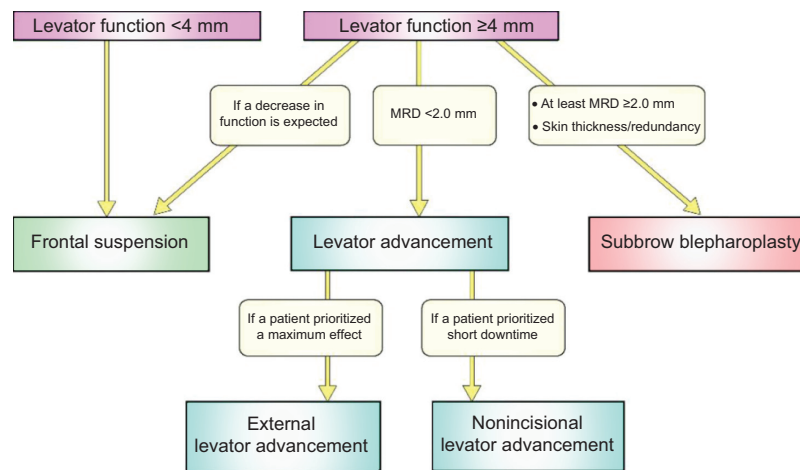 Levator function <4 mm
Levator function ≥4 mm
If a decrease in
function is expected
MRD <2.0 mm
• At least MRD ≥2.0 mm
• Skin thickness/redundancy
Frontal suspension
Levator advancement
Subbrow blepharoplasty
If a patient prioritized
a maximum effect
If a patient prioritized
short downtime
External
levator advancement
Nonincisional
levator advancement